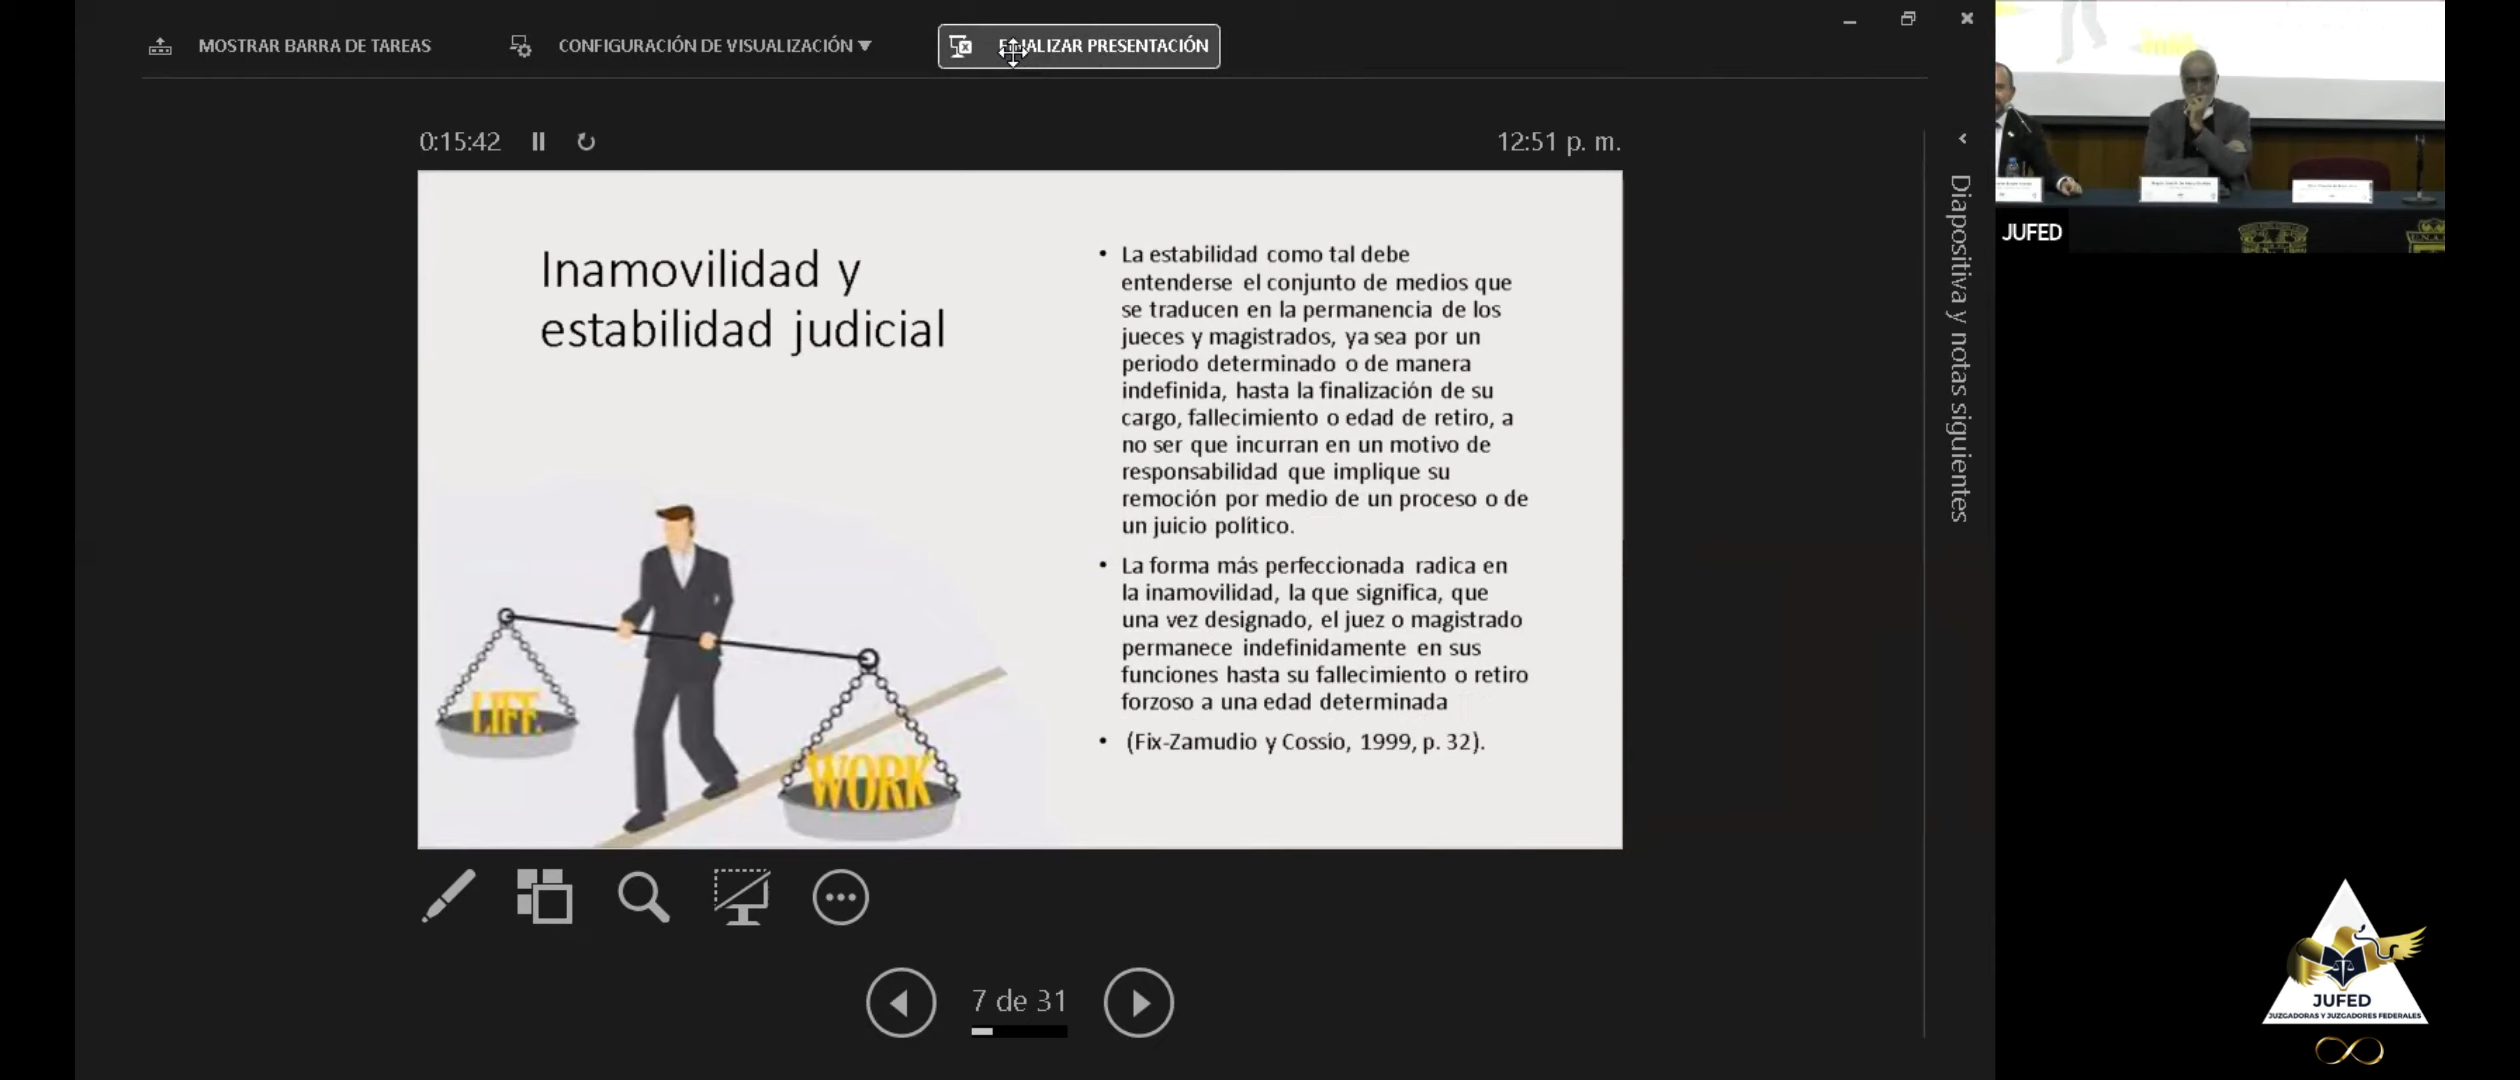 MOSTRAR BARRA DE TAREAS
CONFIGURACIÓN DE VISUALIZACIÓN
PRESENTACIÓN
0:15:42
12:51 p. m.
Inamovilidad y
estabilidad judicial
LIFE
WORK
• La estabilidad como tal debe
entenderse el conjunto de medios que
se traducen en la permanencia de los
jueces y magistrados, ya sea por un
periodo determinado o de manera
indefinida, hasta la finalización de su
cargo, fallecimiento o edad de retiro, a
no ser que incurran en un motivo de
responsabilidad que implique su
remoción por medio de un proceso o de
un juicio político.
• La forma más perfeccionada radica en
la inamovilidad, la que significa, que
una vez designado, el juez o magistrado
permanece indefinidamente en sus
funciones hasta su fallecimiento o retiro
forzoso a una edad determinada
• (Fix-Zamudio y Cossío, 1999, p. 32).
7 de 31
Diapositiva y notas siguientes
JUFED
JUFED
JUZGADORAS Y JUZGADORES FEDERALES